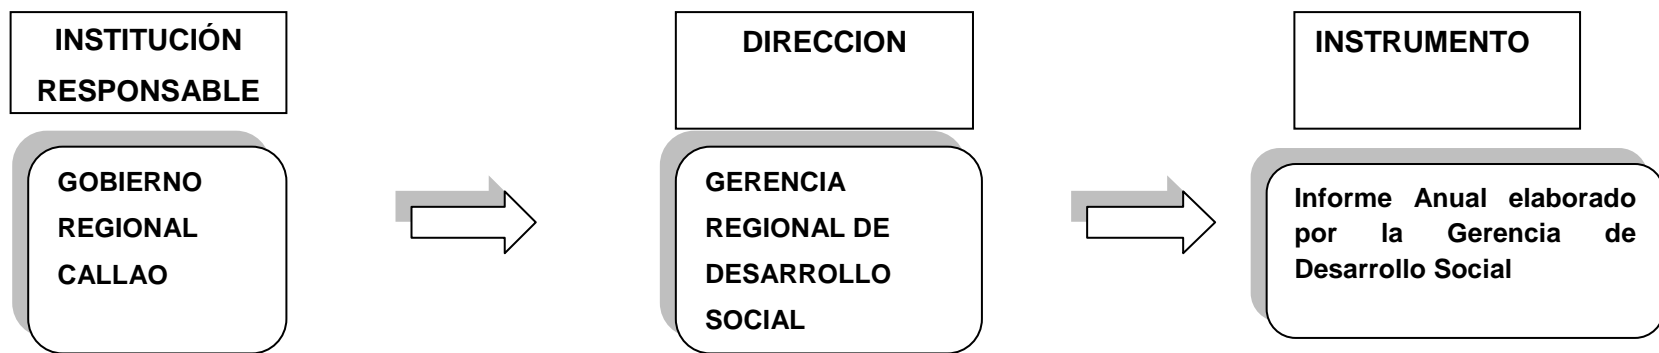 INSTITUCIÓN
RESPONSABLE
GOBIERNO
REGIONAL
CALLAO
DIRECCION
GERENCIA
REGIONAL DE
DESARROLLO
SOCIAL
INSTRUMENTO
Informe Anual elaborado
por la Gerencia de
Desarrollo Social